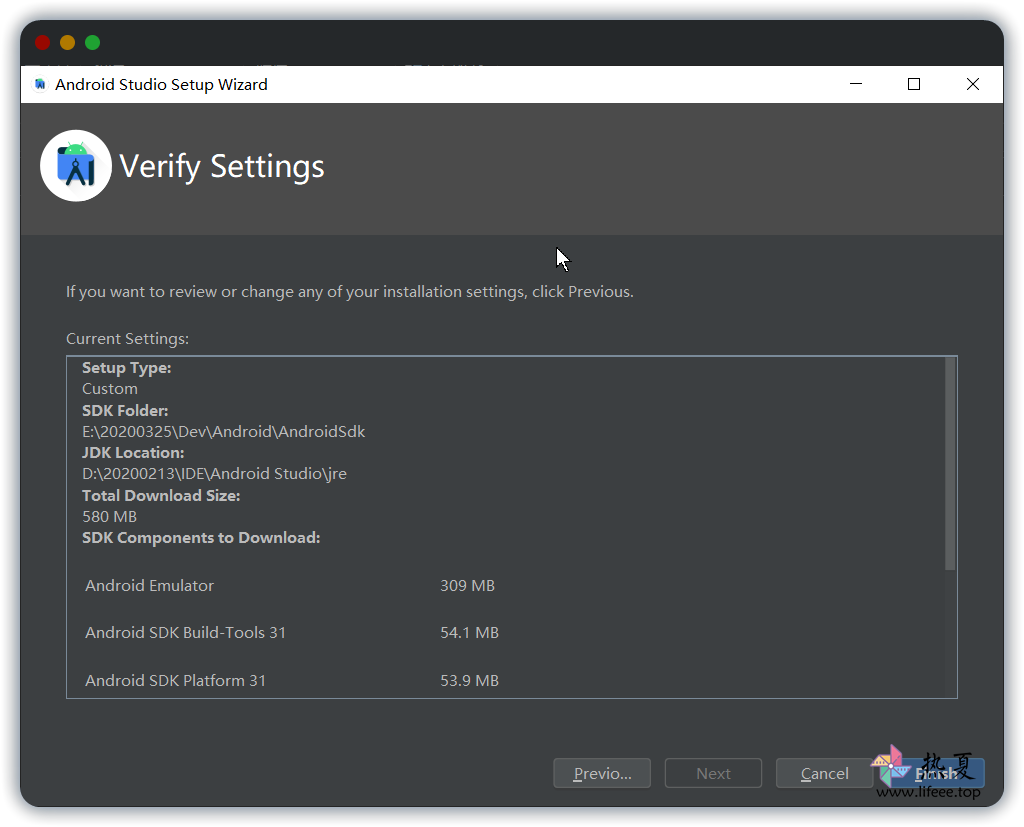 Android Studio Setup Wizard
Verify Settings
If you want to review or change any of your installation settings, click Previous.
Current Settings:
Setup Type:
Custom
SDK Folder:
E:\20200325\Dev\Android\AndroidSdk
JDK Location:
D:\20200213\IDE\Android Studio\jre
Total Download Size:
580 MB
SDK Components to Download:
Android Emulator 309 MB
Android SDK Build-Tools 31 54.1 MB
Android SDK Platform 31 53.9 MB
Previo... Next Cancel Finish
热夏
www.lifeee.top